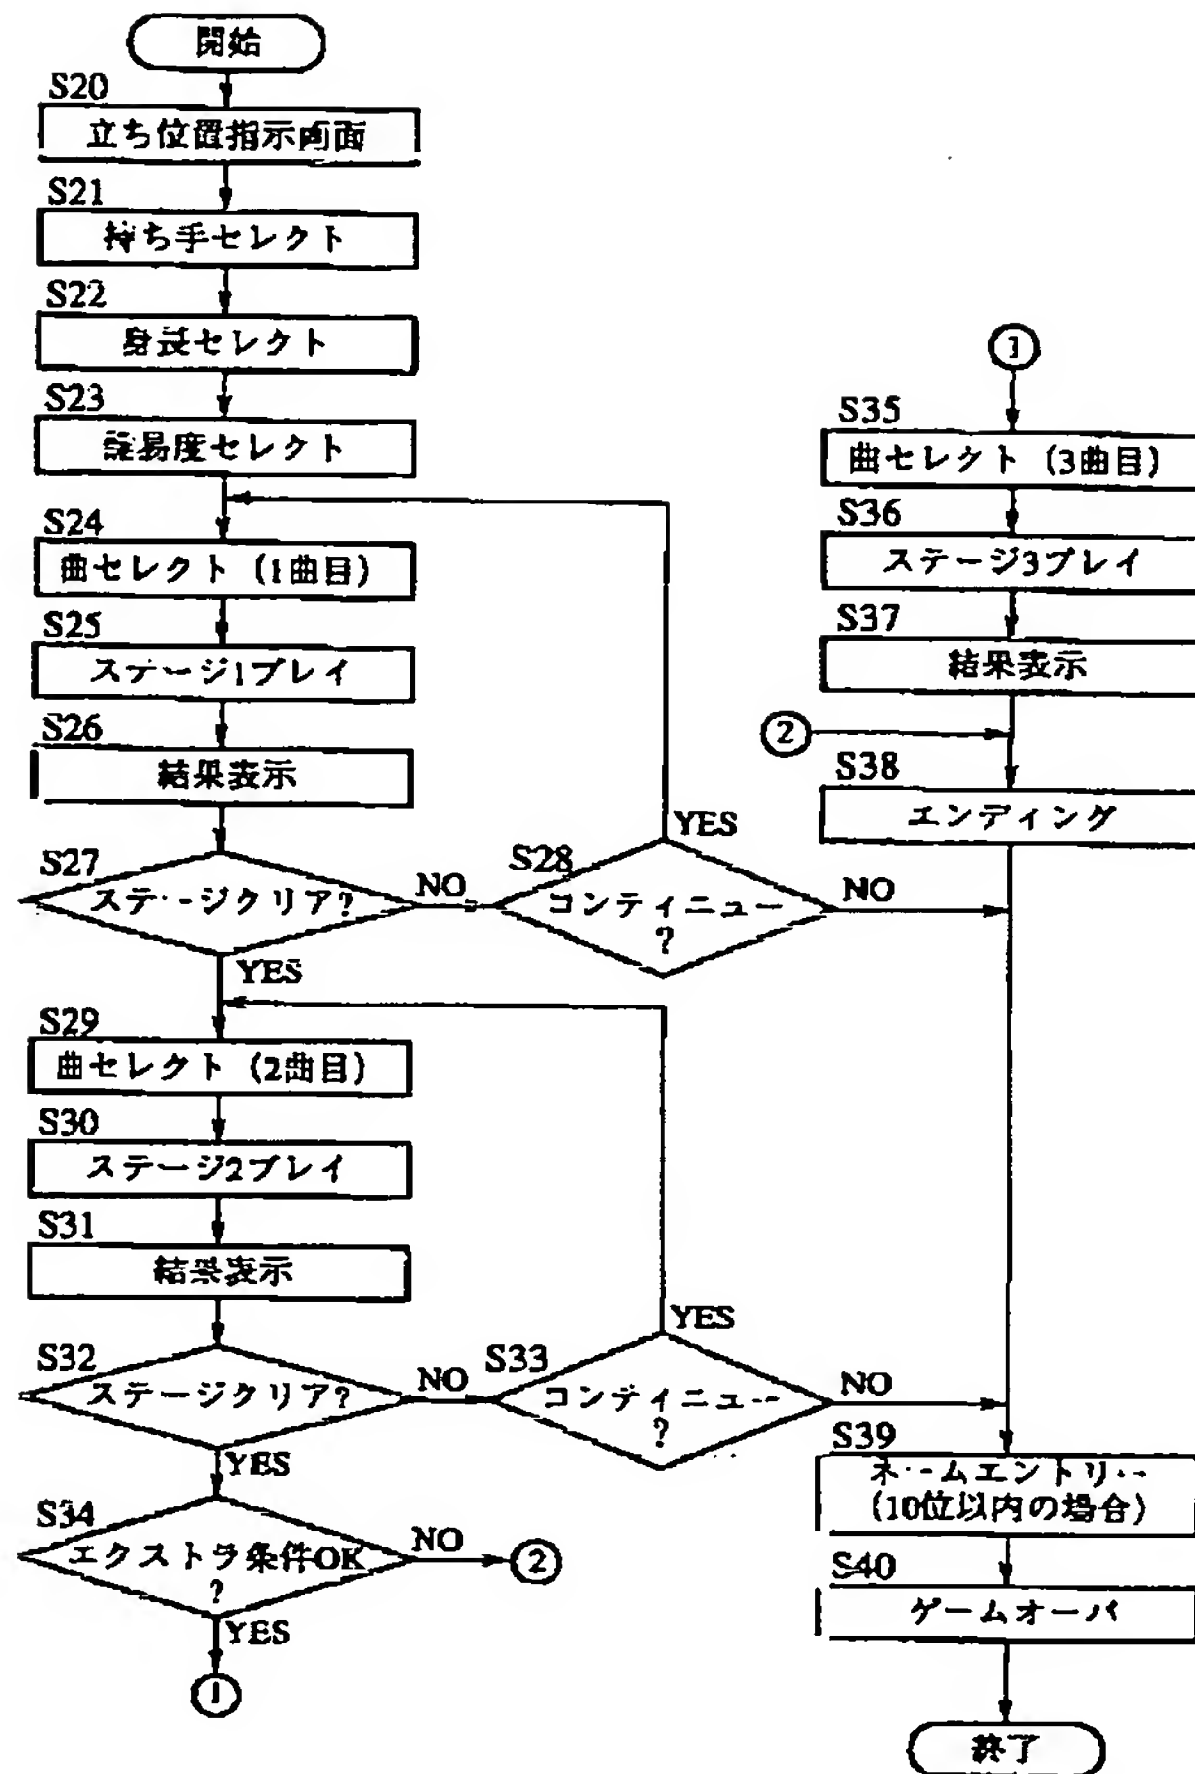 開始
S20
立ち位置指示画面
S21
持ち手セレクト
S22
身長セレクト
S23
難易度セレクト
S24
曲セレクト (1曲目)
S25
ステージ1プレイ
S26
結果表示
S27
ステージクリア?
NO
YES
S28
コンティニュー
?
YES
NO
S29
曲セレクト (2曲目)
S30
ステージ2プレイ
S31
結果表示
S32
ステージクリア?
NO
YES
S33
コンティニュー
?
YES
NO
S34
エクストラ条件OK
?
NO
②
YES
①
①
S35
曲セレクト (3曲目)
S36
ステージ3プレイ
S37
結果表示
②
S38
エンディング
S39
ネームエントリー
(10位以内の場合)
S40
ゲームオーバ
終了